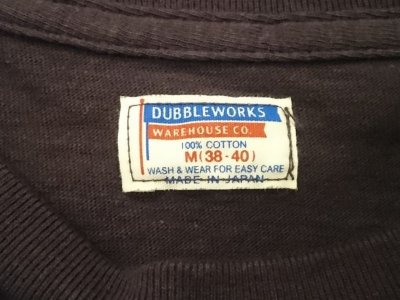 DUBBLEWORKS
WAREHOUSE CO.
100% COTTON
M(38-40)
WASH & WEAR FOR EASY CARE
MADE IN JAPAN